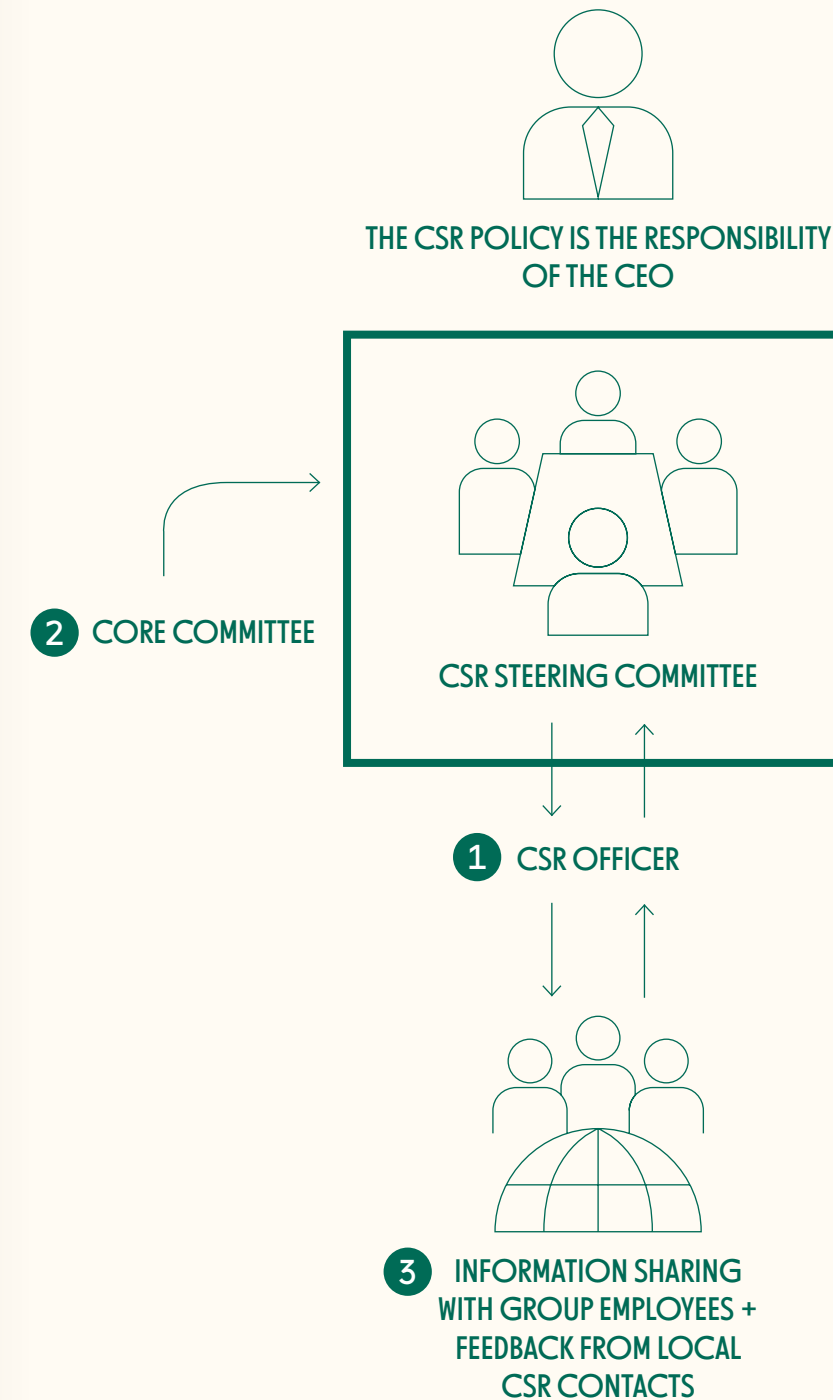 THE CSR POLICY IS THE RESPONSIBILITY
OF THE CEO
2 CORE COMMITTEE
CSR STEERING COMMITTEE
1 CSR OFFICER
3 INFORMATION SHARING
WITH GROUP EMPLOYEES +
FEEDBACK FROM LOCAL
CSR CONTACTS